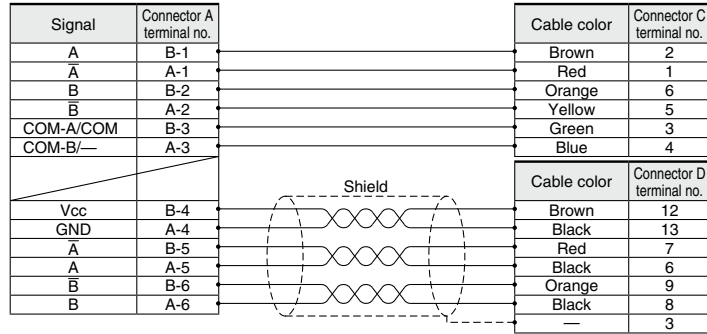 Signal Connector A terminal no. Cable color Connector C terminal no.
A B-1 Brown 2
A̅ A-1 Red 1
B B-2 Orange 6
B̅ A-2 Yellow 5
COM-A/COM B-3 Green 3
COM-B/— A-3 Blue 4
Shield Cable color Connector D terminal no.
Vcc B-4 Brown 12
GND A-4 Black 13
A̅ B-5 Red 7
A A-5 Black 6
B̅ B-6 Orange 9
B A-6 Black 8
— 3